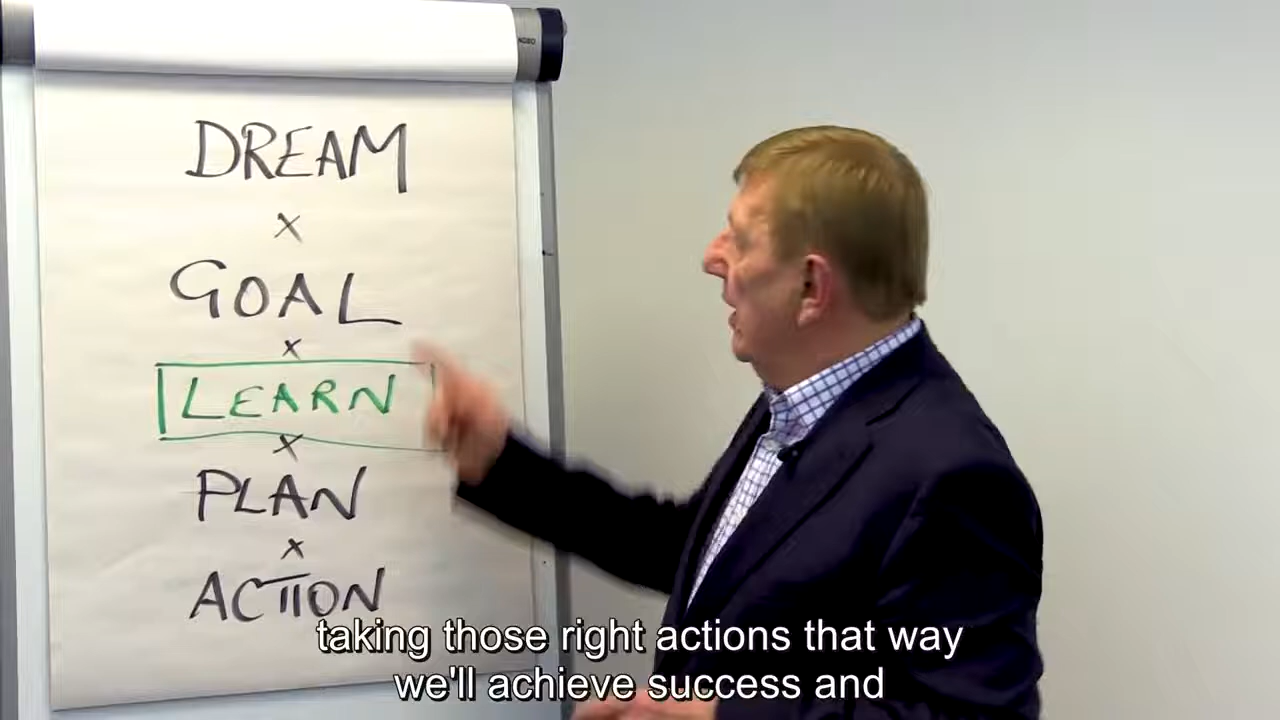 DREAM
x
GOAL
x
LEARN
x
PLAN
x
ACTION
taking those right actions that way
we'll achieve success and